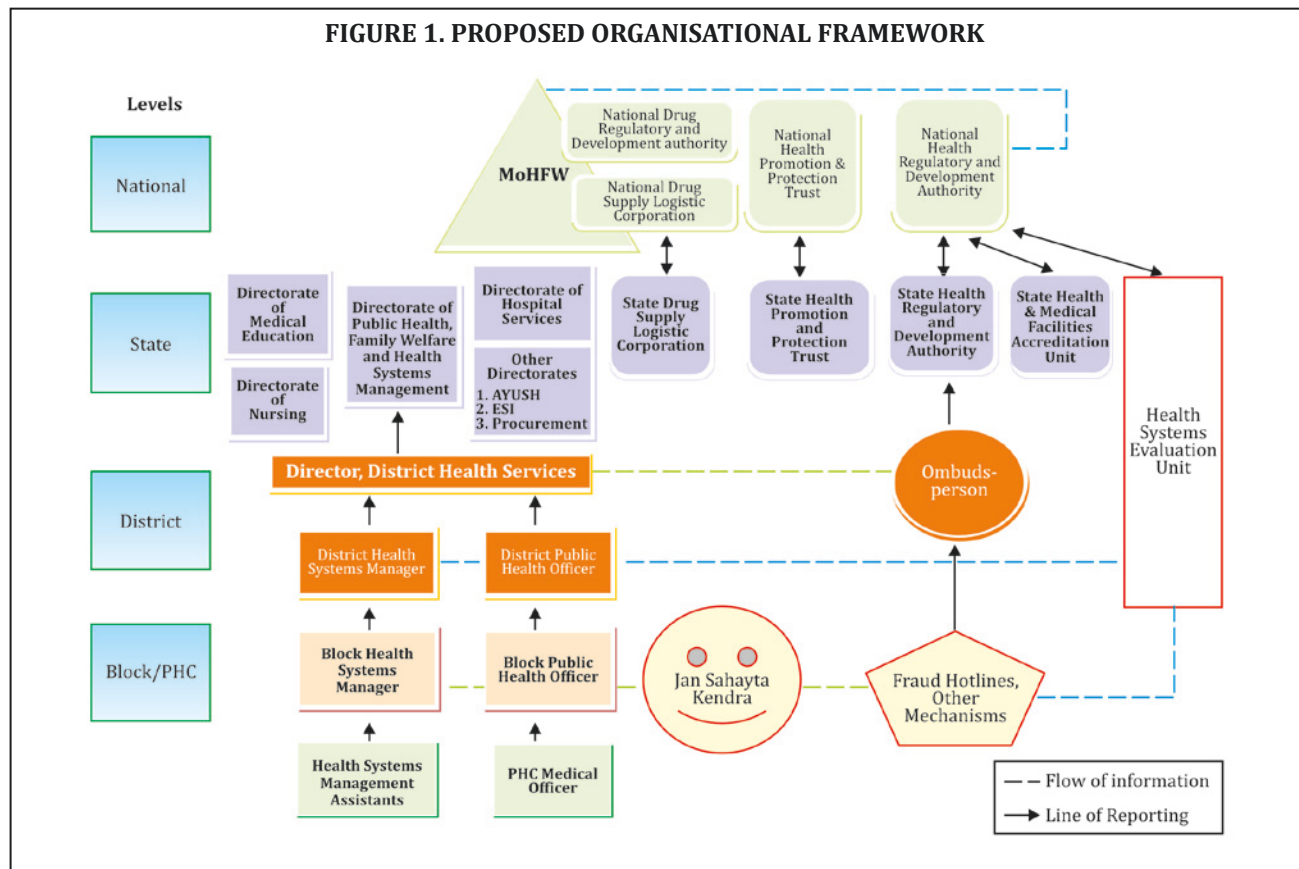 FIGURE 1. PROPOSED ORGANISATIONAL FRAMEWORK
Levels
National
MoHFW
National Drug
Regulatory and
Development authority
National Drug
Supply Logistic
Corporation
National
Health
Promotion &
Protection
Trust
National
Health
Regulatory and
Development
Authority
State
Directorate
of
Medical
Education
Directorate
of
Nursing
Directorate of
Public Health,
Family Welfare
and Health
Systems
Management
Directorate of
Hospital
Services
Other
Directorates
1. AYUSH
2. ESI
3. Procurement
State Drug
Supply
Logistic
Corporation
State Health
Promotion
and
Protection
Trust
State Health
Regulatory
and
Development
Authority
State Health
& Medical
Facilities
Accreditation
Unit
Health
Systems
Evaluation
Unit
District
Director, District Health Services
Ombuds-
person
District Health
Systems Manager
District Public
Health Officer
Block/PHC
Block Health
Systems
Manager
Block Public
Health Officer
Jan Sahayta
Kendra
Fraud Hotlines,
Other
Mechanisms
Health Systems
Management
Assistants
PHC Medical
Officer
Flow of information
Line of Reporting